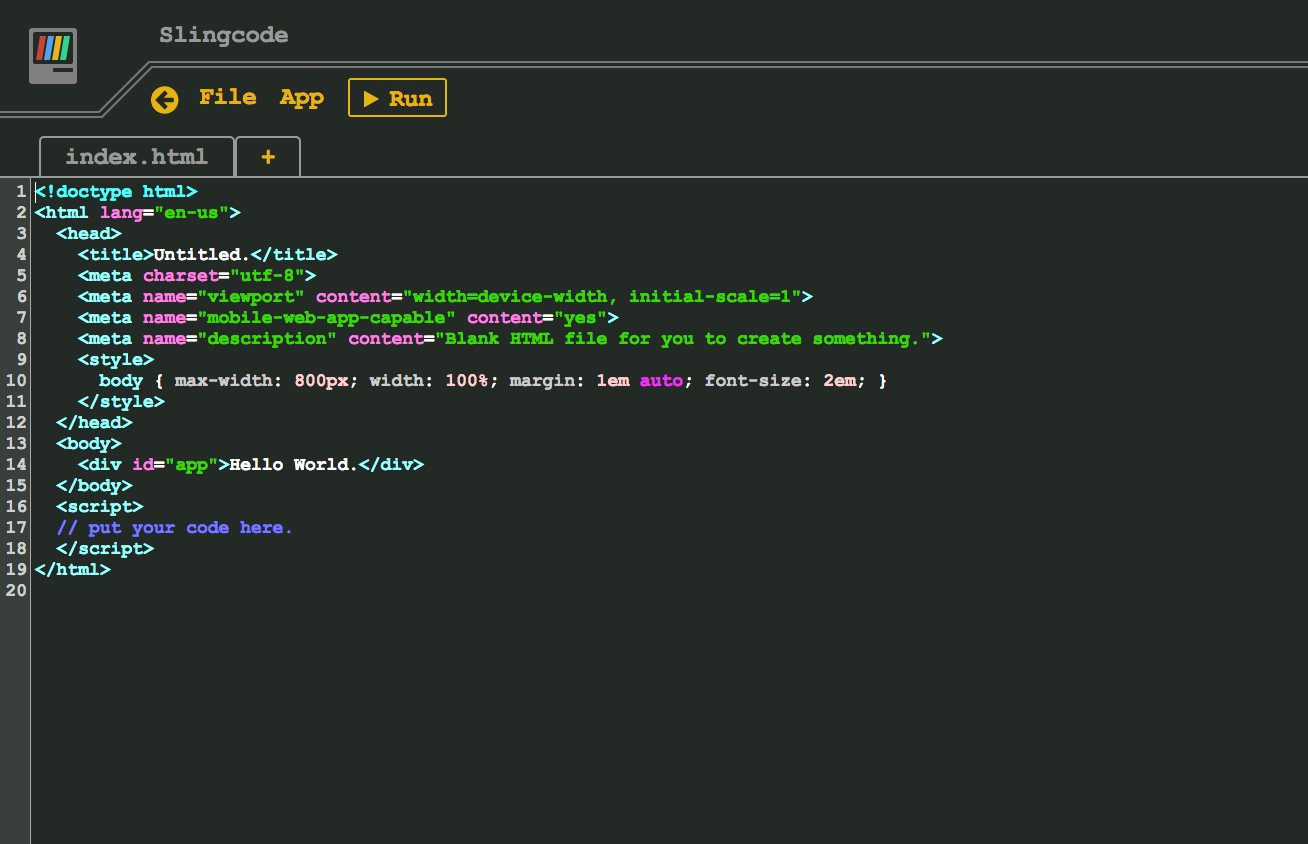 Slingcode
File App Run
index.html +
1 <!doctype html>
2 <html lang="en-us">
3   <head>
4     <title>Untitled.</title>
5     <meta charset="utf-8">
6     <meta name="viewport" content="width=device-width, initial-scale=1">
7     <meta name="mobile-web-app-capable" content="yes">
8     <meta name="description" content="Blank HTML file for you to create something.">
9     <style>
10       body { max-width: 800px; width: 100%; margin: 1em auto; font-size: 2em; }
11     </style>
12   </head>
13   <body>
14     <div id="app">Hello World.</div>
15   </body>
16   <script>
17   // put your code here.
18   </script>
19 </html>
20